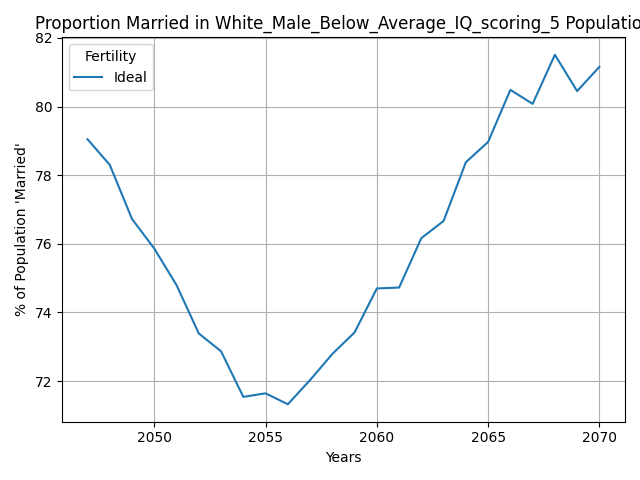 Proportion Married in White_Male_Below_Average_IQ_scoring_5 Populatio
82
80
78
76
74
72
% of Population 'Married'
Fertility
Ideal
2050 2055 2060 2065 2070
Years